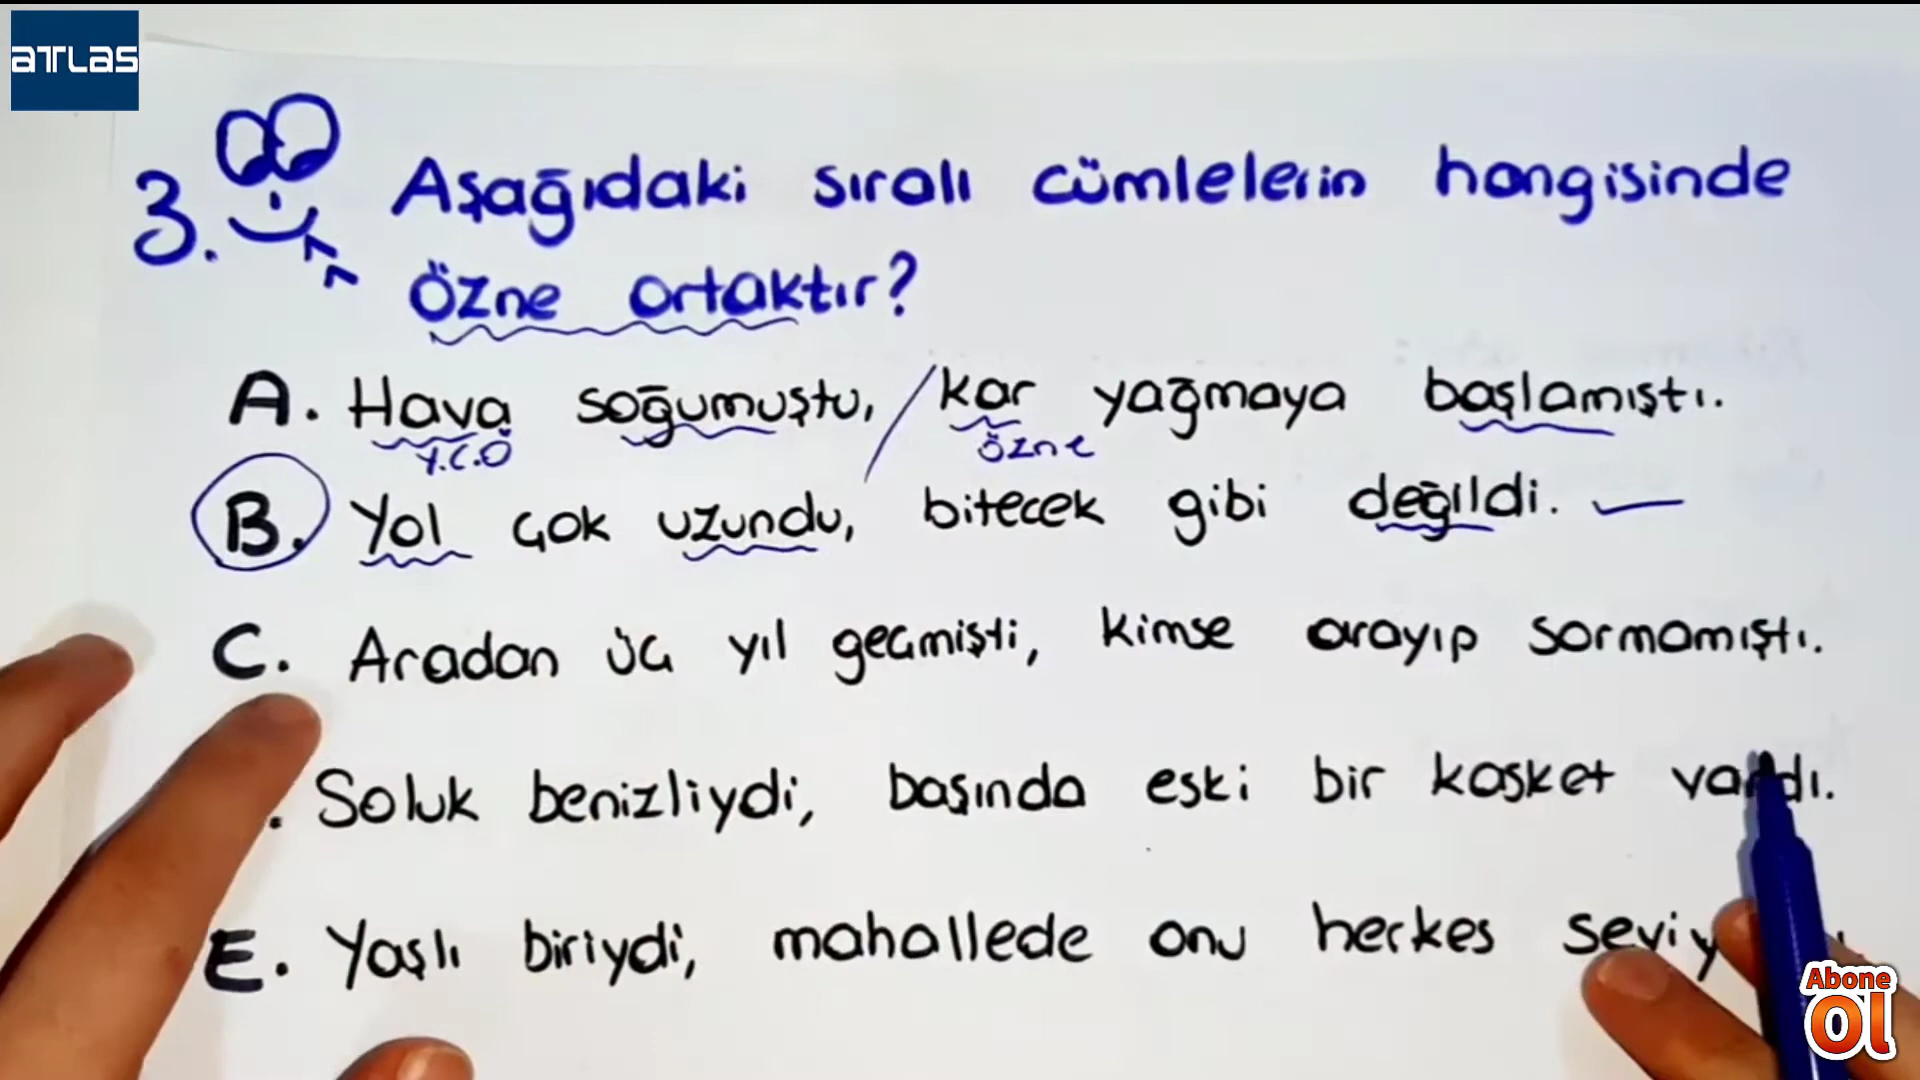 ATLAS
3. Aşağıdaki sıralı cümlelerin hangisinde
özne ortaktır?
A. Hava soğumuştu, / kar yağmaya başlamıştı.
Y.C.Ö özne
B. Yol çok uzundu, bitecek gibi değildi.
C. Aradan üç yıl geçmişti, kimse arayıp sormamıştı.
. Soluk benizliydi, başında eski bir kasket vardı.
E. Yaşlı biriydi, mahallede onu herkes
Abone
Ol